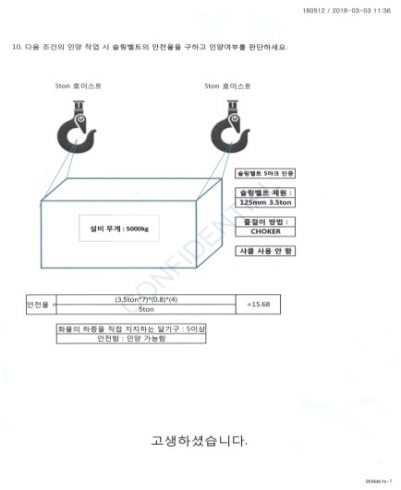 160512 / 2018-03-03 11:36
10. 다음 조건의 인양 작업 시 슬링벨트의 안전율을 구하고 인양여부를 판단하세요.
5ton 호이스트
5ton 호이스트
슬링벨트 S마크 인증
슬링벨트 제원 :
125mm 3.5ton
설비 무게 : 5000kg
줄걸이 방법 :
CHOKER
샤클 사용 안 함
CONFIDENTIAL
안전율 =
(3.5ton*7)*(0.8)*(4)
5ton
=15.68
화물의 하중을 직접 지지하는 달기구 : 5이상
안전함 : 인양 가능함
고생하셨습니다.